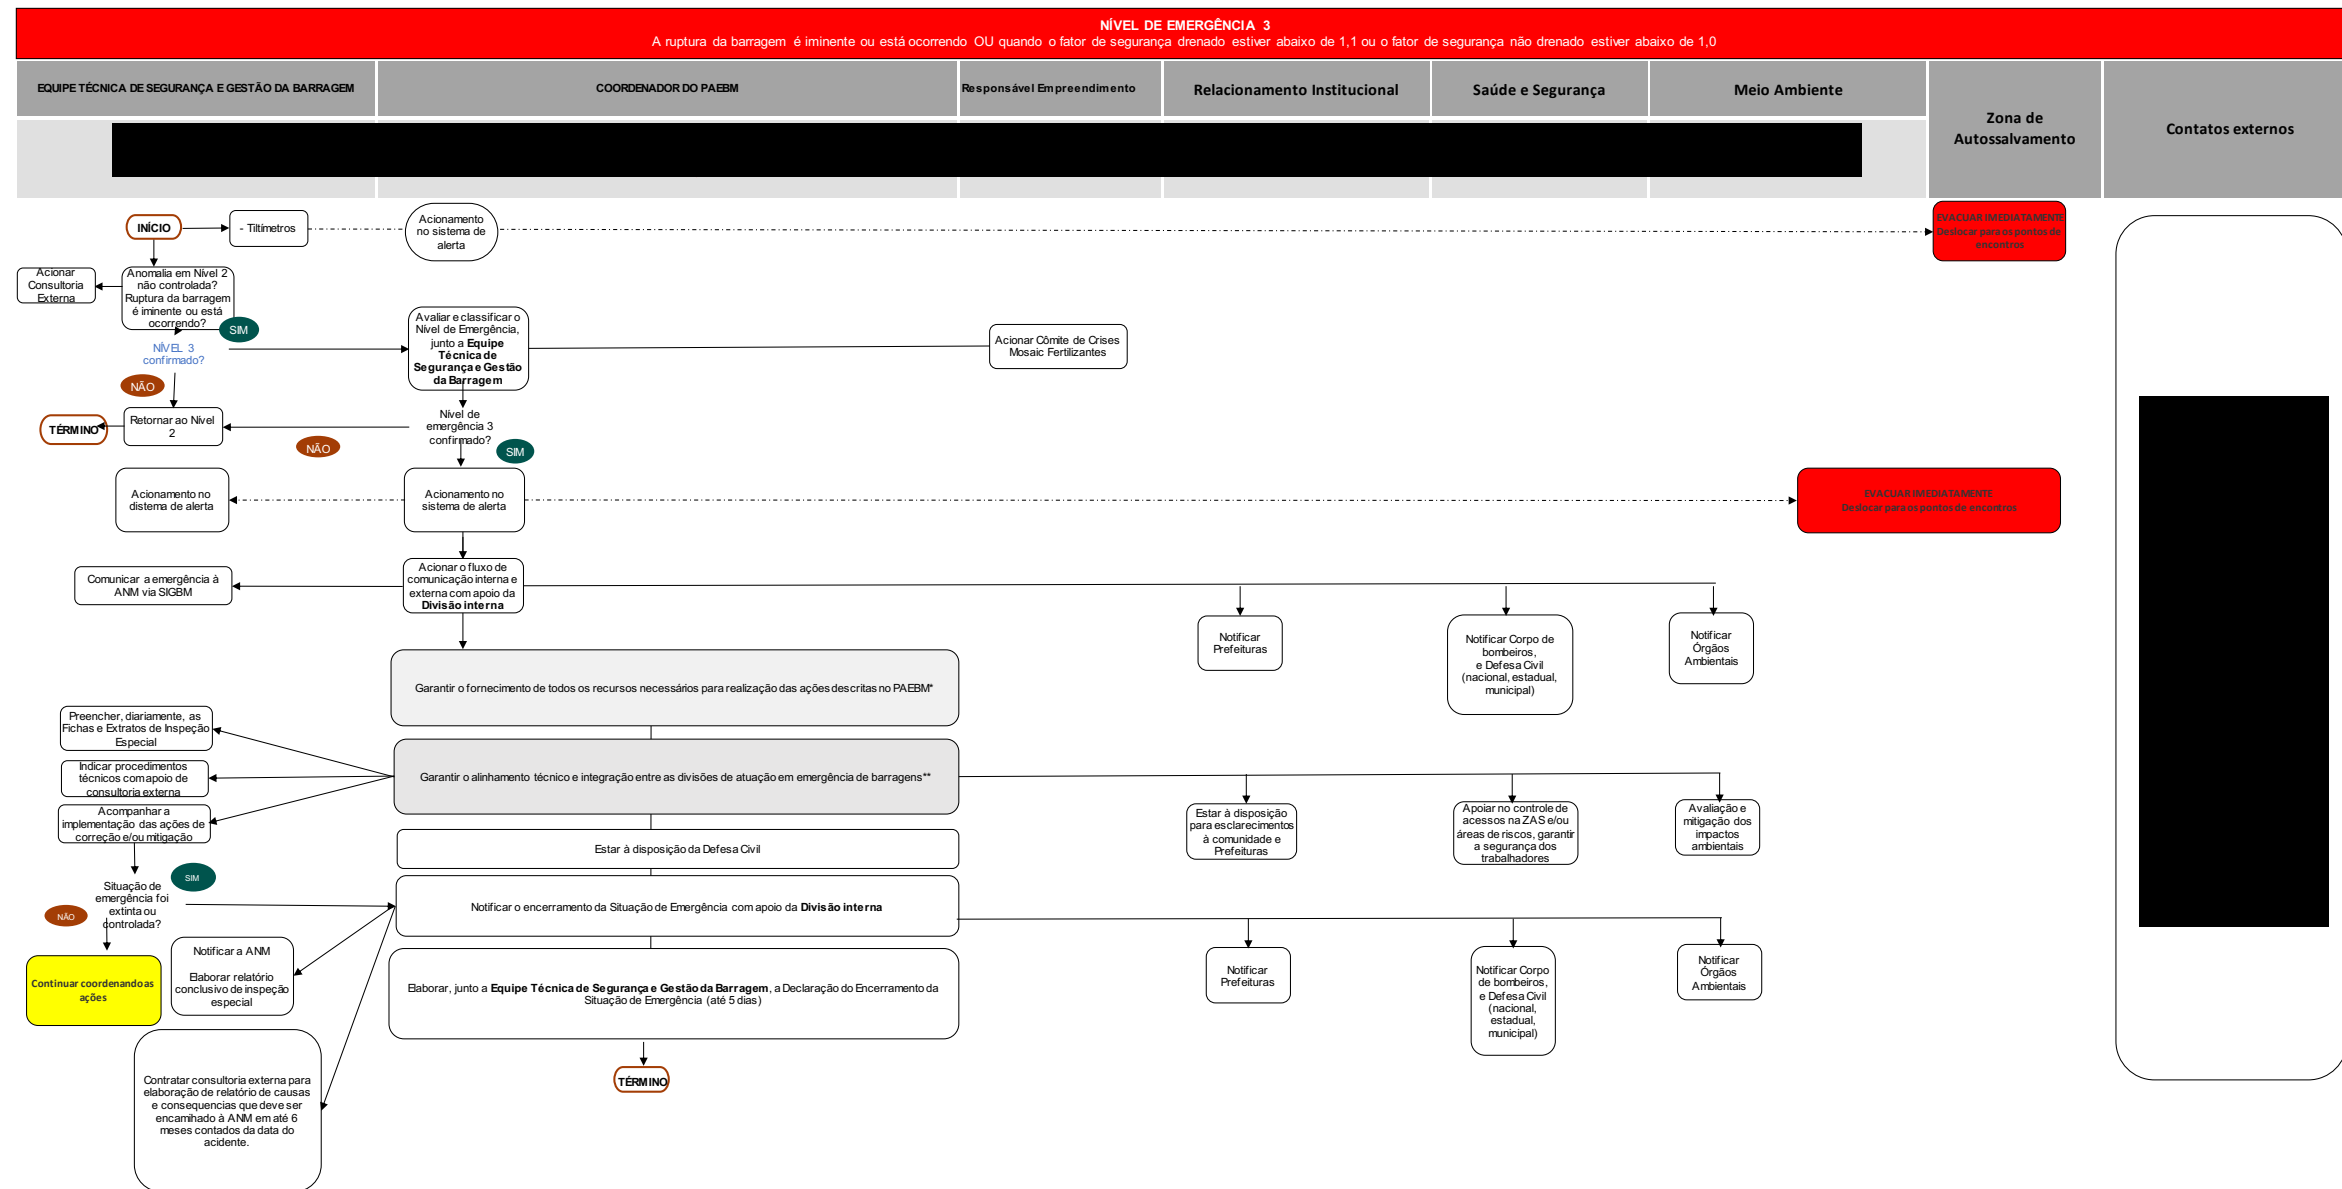 NÍVEL DE EMERGÊNCIA 3
A ruptura da barragem é iminente ou está ocorrendo OU quando o fator de segurança drenado estiver abaixo de 1,1 ou o fator de segurança não drenado estiver abaixo de 1,0
EQUIPE TÉCNICA DE SEGURANÇA E GESTÃO DA BARRAGEM
COORDENADOR DO PAEBM
Responsável Empreendimento
Relacionamento Institucional
Saúde e Segurança
Meio Ambiente
Zona de
Autossalvamento
Contatos externos
INÍCIO
- Tiltímetros
Acionamento
no sistema de
alerta
EVACUAR IMEDIATAMENTE
Deslocar para os pontos de
encontros
Acionar
Consultoria
Externa
Anomalia em Nível 2
não controlada?
Ruptura da barragem
é iminente ou está
ocorrendo?
SIM
NÍVEL 3
confirmado?
NÃO
Avaliar e classificar o
Nível de Emergência,
junto a Equipe
Técnica de
Segurança e Gestão
da Barragem
Acionar Cômite de Crises
Mosaic Fertilizantes
TÉRMINO
Retornar ao Nível
2
NÃO
Nível de
emergência 3
confirmado?
SIM
Acionamento no
distema de alerta
Acionamento no
sistema de alerta
EVACUAR IMEDIATAMENTE
Deslocar para os pontos de encontros
Comunicar a emergência à
ANM via SIGBM
Acionar o fluxo de
comunicação interna e
externa com apoio da
Divisão interna
Notificar
Prefeituras
Notificar Corpo de
bombeiros,
e Defesa Civil
(nacional, estadual,
municipal)
Notificar
Órgãos
Ambientais
Garantir o fornecimento de todos os recursos necessários para realização das ações descritas no PAEBM*
Preencher, diariamente, as
Fichas e Extratos de Inspeção
Especial
Indicar procedimentos
técnicos com apoio de
consultoria externa
Acompanhar a
implementação das ações de
correção e/ou mitigação
Garantir o alinhamento técnico e integração entre as divisões de atuação em emergência de barragens**
Estar à disposição
para esclarecimentos
à comunidade e
Prefeituras
Apoiar no controle de
acessos na ZAS e/ou
áreas de riscos, garantir
a segurança dos
trabalhadores
Avaliação e
mitigação dos
impactos
ambientais
Estar à disposição da Defesa Civil
SIM
Situação de
emergência foi
extinta ou
controlada?
NÃO
Notificar o encerramento da Situação de Emergência com apoio da Divisão interna
Continuar coordenando as
ações
Notificar a ANM
Elaborar relatório
conclusivo de inspeção
especial
Elaborar, junto a Equipe Técnica de Segurança e Gestão da Barragem, a Declaração do Encerramento da
Situação de Emergência (até 5 dias)
Notificar
Prefeituras
Notificar Corpo
de bombeiros,
e Defesa Civil
(nacional,
estadual,
municipal)
Notificar
Órgãos
Ambientais
TÉRMINO
Contratar consultoria externa para
elaboração de relatório de causas
e consequencias que deve ser
encamihado à ANM em até 6
meses contados da data do
acidente.